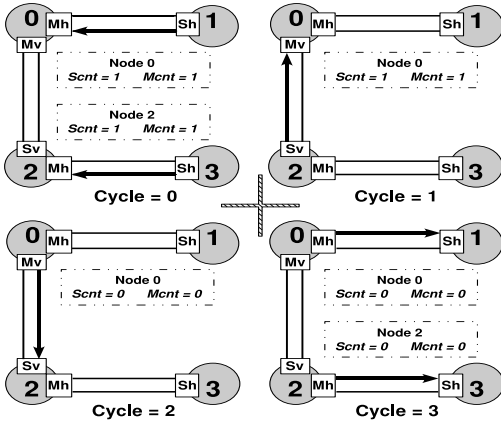 0 Mh Sh 1
Mv
Node 0
Scnt = 1 Mcnt = 1
Node 2
Scnt = 1 Mcnt = 1
Sv
2 Mh Sh 3
Cycle = 0
0 Mh Sh 1
Mv
Node 0
Scnt = 1 Mcnt = 1
Sv
2 Mh Sh 3
Cycle = 1
0 Mh Sh 1
Mv
Node 0
Scnt = 0 Mcnt = 0
Sv
2 Mh Sh 3
Cycle = 2
0 Mh Sh 1
Mv
Node 0
Scnt = 0 Mcnt = 0
Node 2
Scnt = 0 Mcnt = 0
Sv
2 Mh Sh 3
Cycle = 3